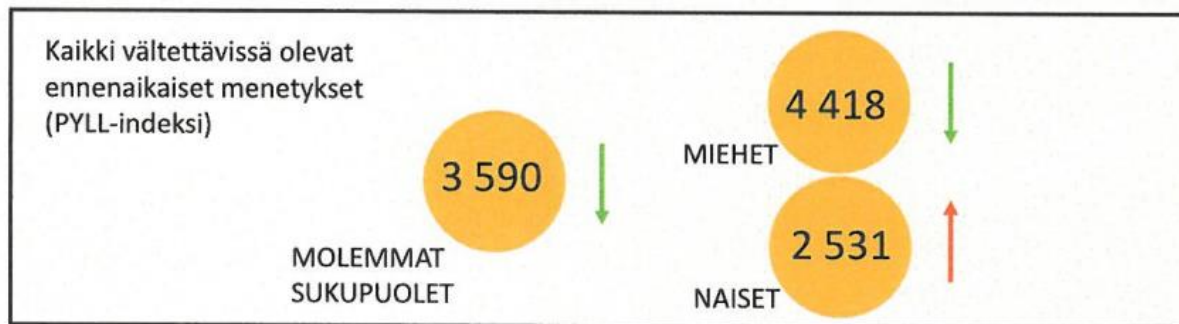 Kaikki vältettävissä olevat
ennenaikaiset menetykset
(PYLL-indeksi)
3 590
MOLEMMAT
SUKUPUOLET
4 418
MIEHET
2 531
NAISET